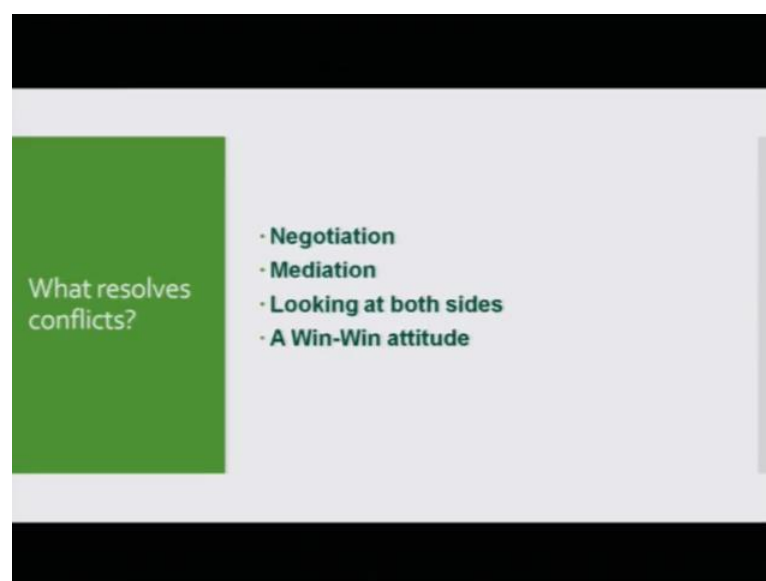 What resolves
conflicts?
· Negotiation
· Mediation
· Looking at both sides
· A Win-Win attitude